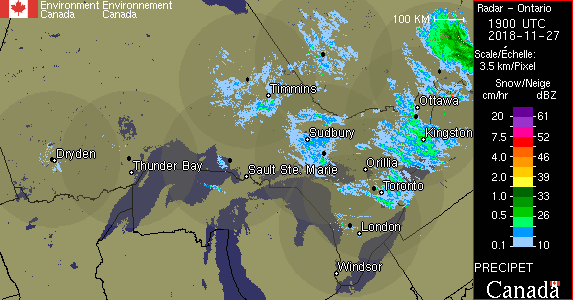 Environment Environnement
Canada Canada
100 KM
Timmins
Ottawa
Sudbury
Kingston
Dryden
Thunder Bay
Sault Ste. Marie
Orillia
Toronto
London
Windsor
Radar - Ontario
1900 UTC
2018-11-27
Scale/Échelle:
3.5 km/Pixel
Snow/Neige
cm/hr dBZ
20 61
7.5 52
4.0 46
2.0 39
1.0 33
0.5 26
0.1 10
PRECIPET
Canada